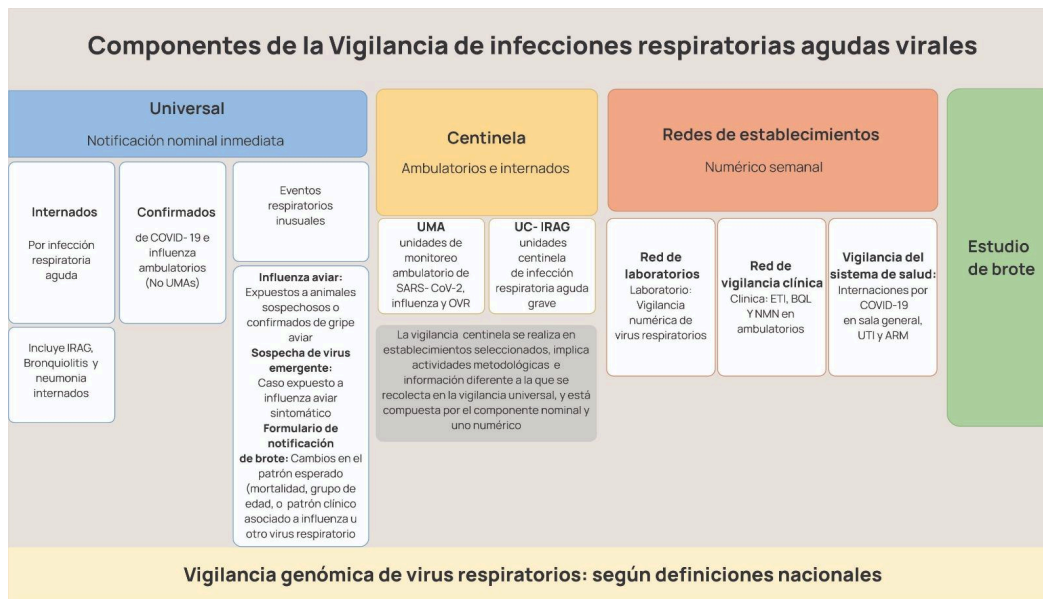 Componentes de la Vigilancia de infecciones respiratorias agudas virales
Universal
Notificación nominal inmediata
Internados
Por infección
respiratoria
aguda
Incluye IRAG,
Bronquiolitis y
neumonia
internados
Confirmados
de COVID-19 e
influenza
ambulatorios
(No UMAs)
Eventos
respiratorios
inusuales
Influenza aviar:
Expuestos a animales
sospechosos o
confirmados de gripe
aviar
Sospecha de virus
emergente:
Caso expuesto a
influenza aviar
sintomático
Formulario de
notificación
de brote: Cambios en el
patrón esperado
(mortalidad, grupo de
edad, o patrón clínico
asociado a influenza u
otro virus respiratorio
Centinela
Ambulatorios e internados
UMA
unidades de
monitoreo
ambulatorio de
SARS- CoV-2,
influenza y OVR
UC- IRAG
unidades
centinela
de infección
respiratoria aguda
grave
La vigilancia centinela se realiza en
establecimientos seleccionados, implica
actividades metodológicas e
información diferente a la que se
recolecta en la vigilancia universal, y está
compuesta por el componente nominal y
uno numérico
Redes de establecimientos
Numérico semanal
Red de
laboratorios
Laboratorio:
Vigilancia
numérica de
virus respiratorios
Red de
vigilancia clínica
Clinica: ETI, BQL
Y NMN en
ambulatorios
Vigilancia del
sistema de salud:
Internaciones por
COVID-19
en sala general,
UTI y ARM
Estudio
de brote
Vigilancia genómica de virus respiratorios: según definiciones nacionales